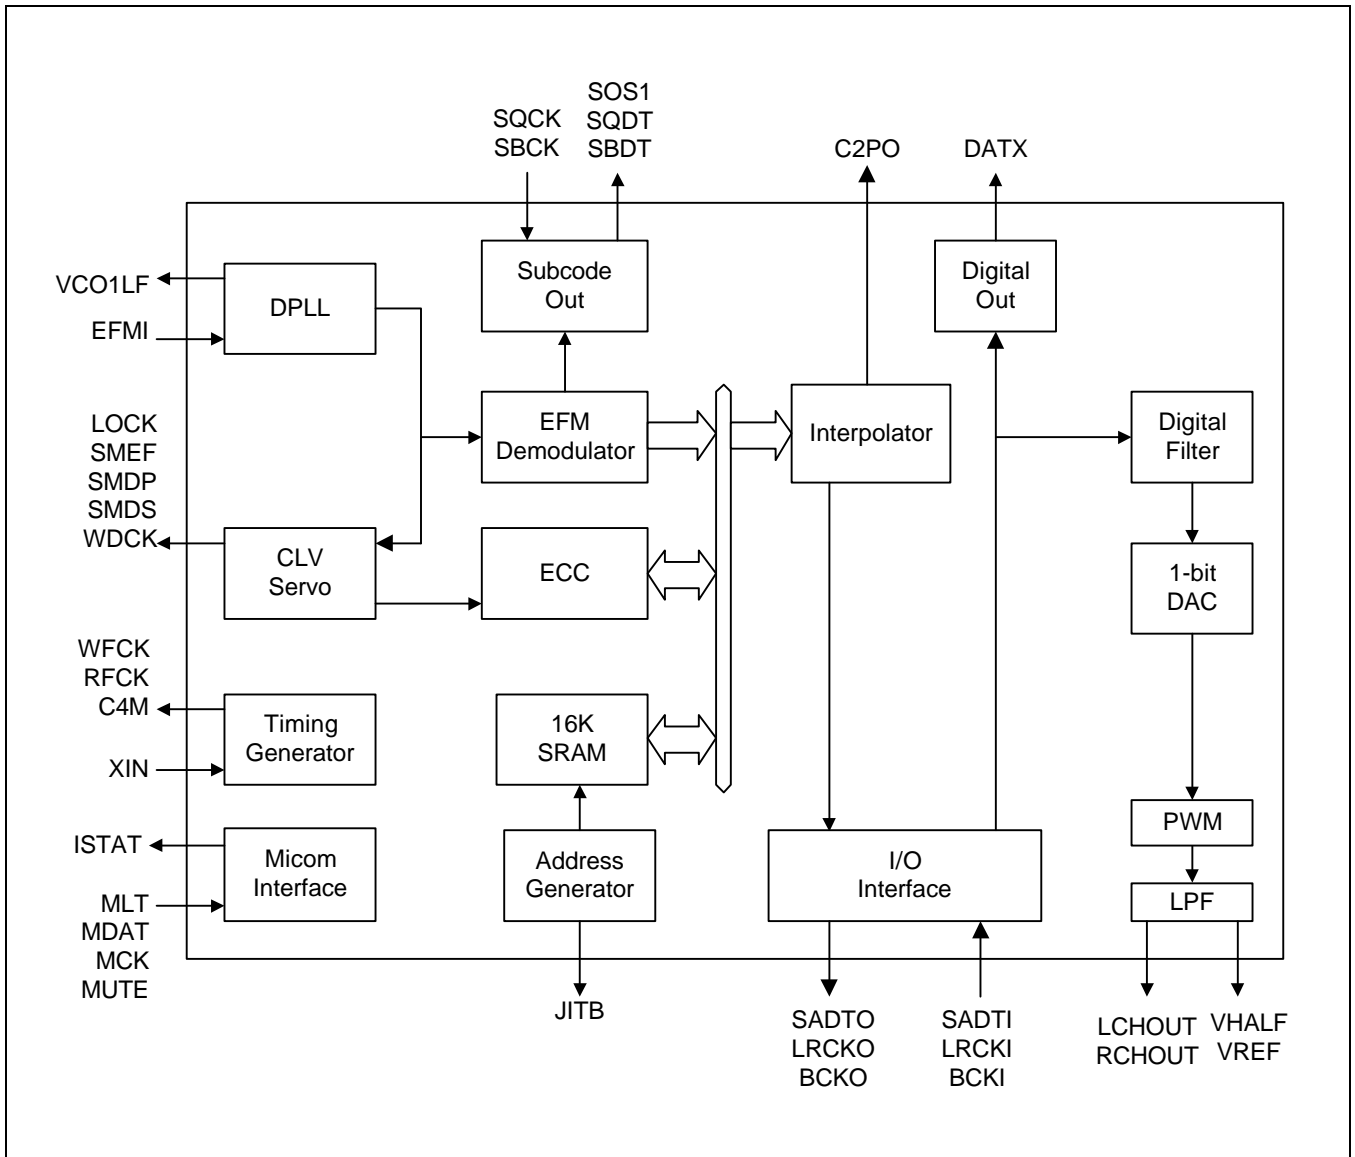 SOS1
SQCK
SQDT
SBCK
SBDT
C2PO
DATX
VCO1LF
EFMI
DPLL
Subcode
Out
Digital
Out
LOCK
SMEF
SMDP
SMDS
WDCK
EFM
Demodulator
Interpolator
Digital
Filter
CLV
Servo
ECC
1-bit
DAC
WFCK
RFCK
C4M
XIN
Timing
Generator
16K
SRAM
PWM
ISTAT
MLT
MDAT
MCK
MUTE
Micom
Interface
Address
Generator
I/O
Interface
LPF
JITB
SADTO
LRCKO
BCKO
SADTI
LRCKI
BCKI
LCHOUT
RCHOUT
VHALF
VREF